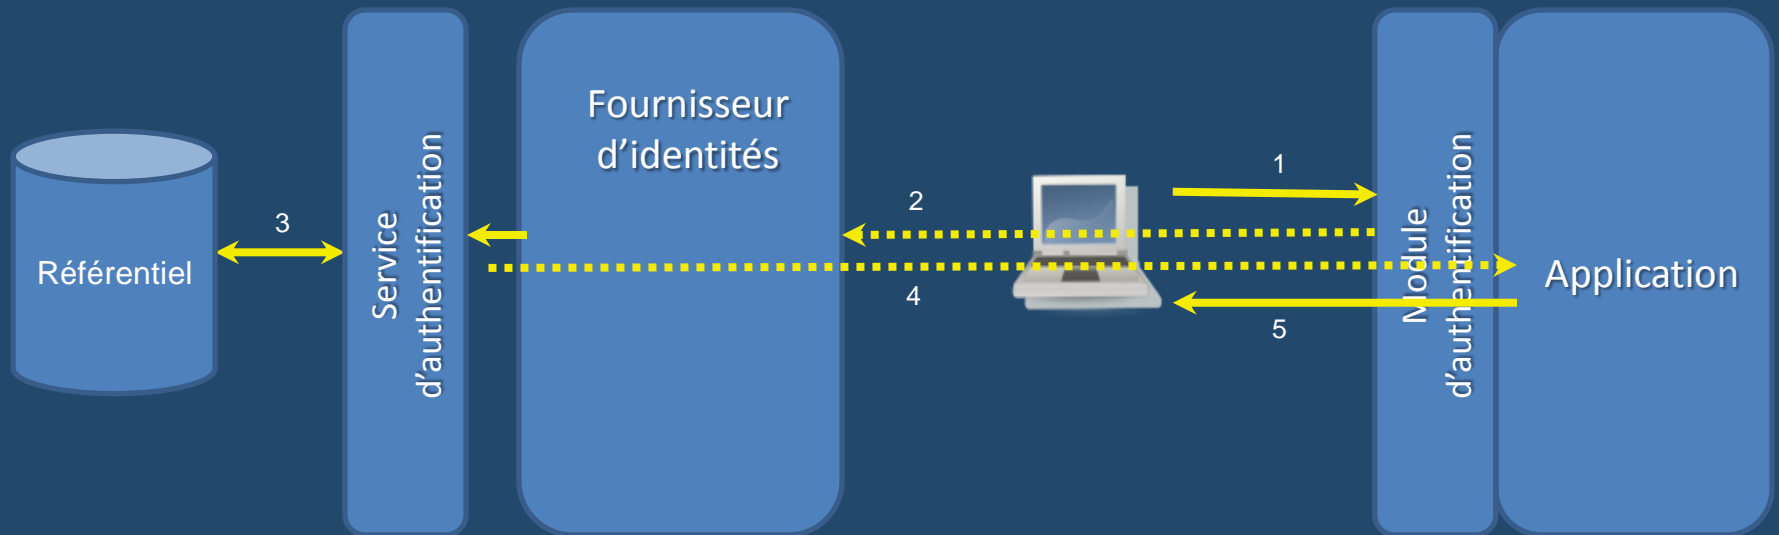 Référentiel
3
Service
d'authentification
Fournisseur
d'identités
2
4
1
5
Module
d'authentification
Application